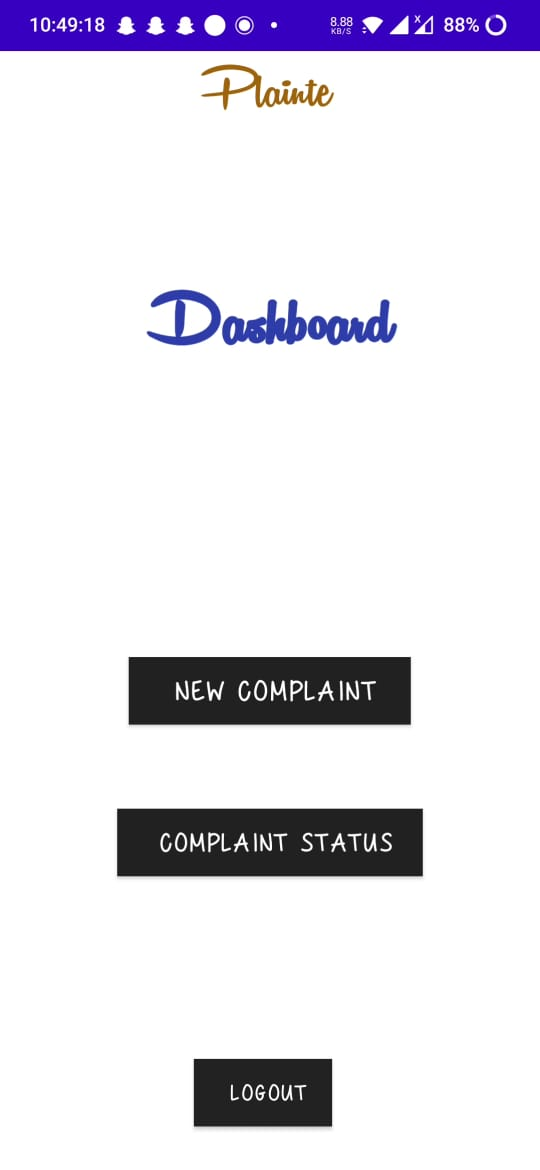 10:49:18 8.88 KB/S X 88%
Plainte
Dashboard
NEW COMPLAINT
COMPLAINT STATUS
LOGOUT